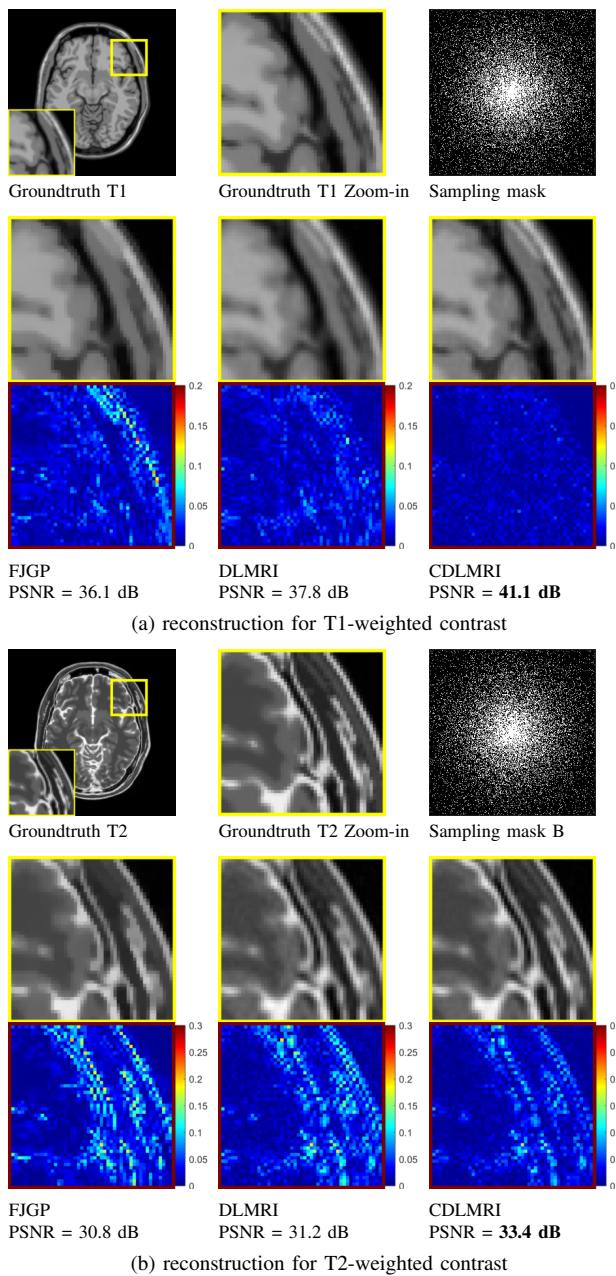 Groundtruth T1
Groundtruth T1 Zoom-in
Sampling mask
0.2
0.15
0.1
0.05
0
0.2
0.15
0.1
0.05
0
FJGP
PSNR = 36.1 dB
DLMRI
PSNR = 37.8 dB
CDLMRI
PSNR = 41.1 dB
(a) reconstruction for T1-weighted contrast
Groundtruth T2
Groundtruth T2 Zoom-in
Sampling mask B
0.3
0.25
0.2
0.15
0.1
0.05
0
0.3
0.25
0.2
0.15
0.1
0.05
0
FJGP
PSNR = 30.8 dB
DLMRI
PSNR = 31.2 dB
CDLMRI
PSNR = 33.4 dB
(b) reconstruction for T2-weighted contrast